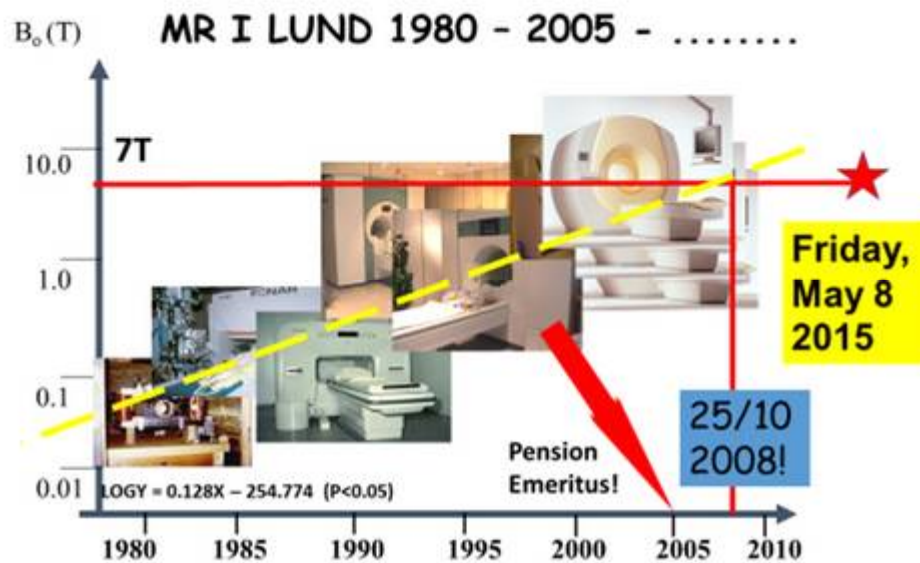 B₀ (T)
MR I LUND 1980 – 2005 - ........
10.0
7T
1.0
0.1
0.01
Friday,
May 8
2015
25/10
2008!
Pension
Emeritus!
LOGY = 0.128X – 254.774 (P<0.05)
1980 1985 1990 1995 2000 2005 2010